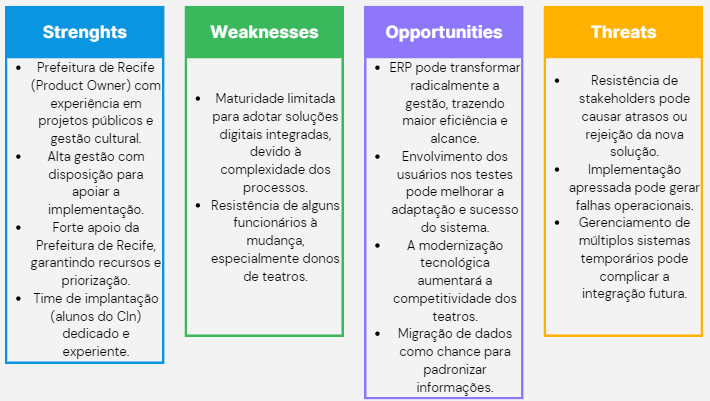 Strenghts
• Prefeitura de Recife
(Product Owner) com
experiência em
projetos públicos e
gestão cultural.
• Alta gestão com
disposição para
apoiar a
implementação.
• Forte apoio da
Prefeitura de Recife,
garantindo recursos e
priorização.
• Time de implantação
(alunos do CIn)
dedicado e
experiente.
Weaknesses
• Maturidade limitada
para adotar soluções
digitais integradas,
devido à
complexidade dos
processos.
• Resistência de alguns
funcionários à
mudança,
especialmente donos
de teatros.
Opportunities
• ERP pode transformar
radicalmente a
gestão, trazendo
maior eficiência e
alcance.
• Envolvimento dos
usuários nos testes
pode melhorar a
adaptação e sucesso
do sistema.
• A modernização
tecnológica
aumentará a
competitividade dos
teatros.
• Migração de dados
como chance para
padronizar
informações.
Threats
• Resistência de
stakeholders pode
causar atrasos ou
rejeição da nova
solução.
• Implementação
apressada pode gerar
falhas operacionais.
• Gerenciamento de
múltiplos sistemas
temporários pode
complicar a
integração futura.